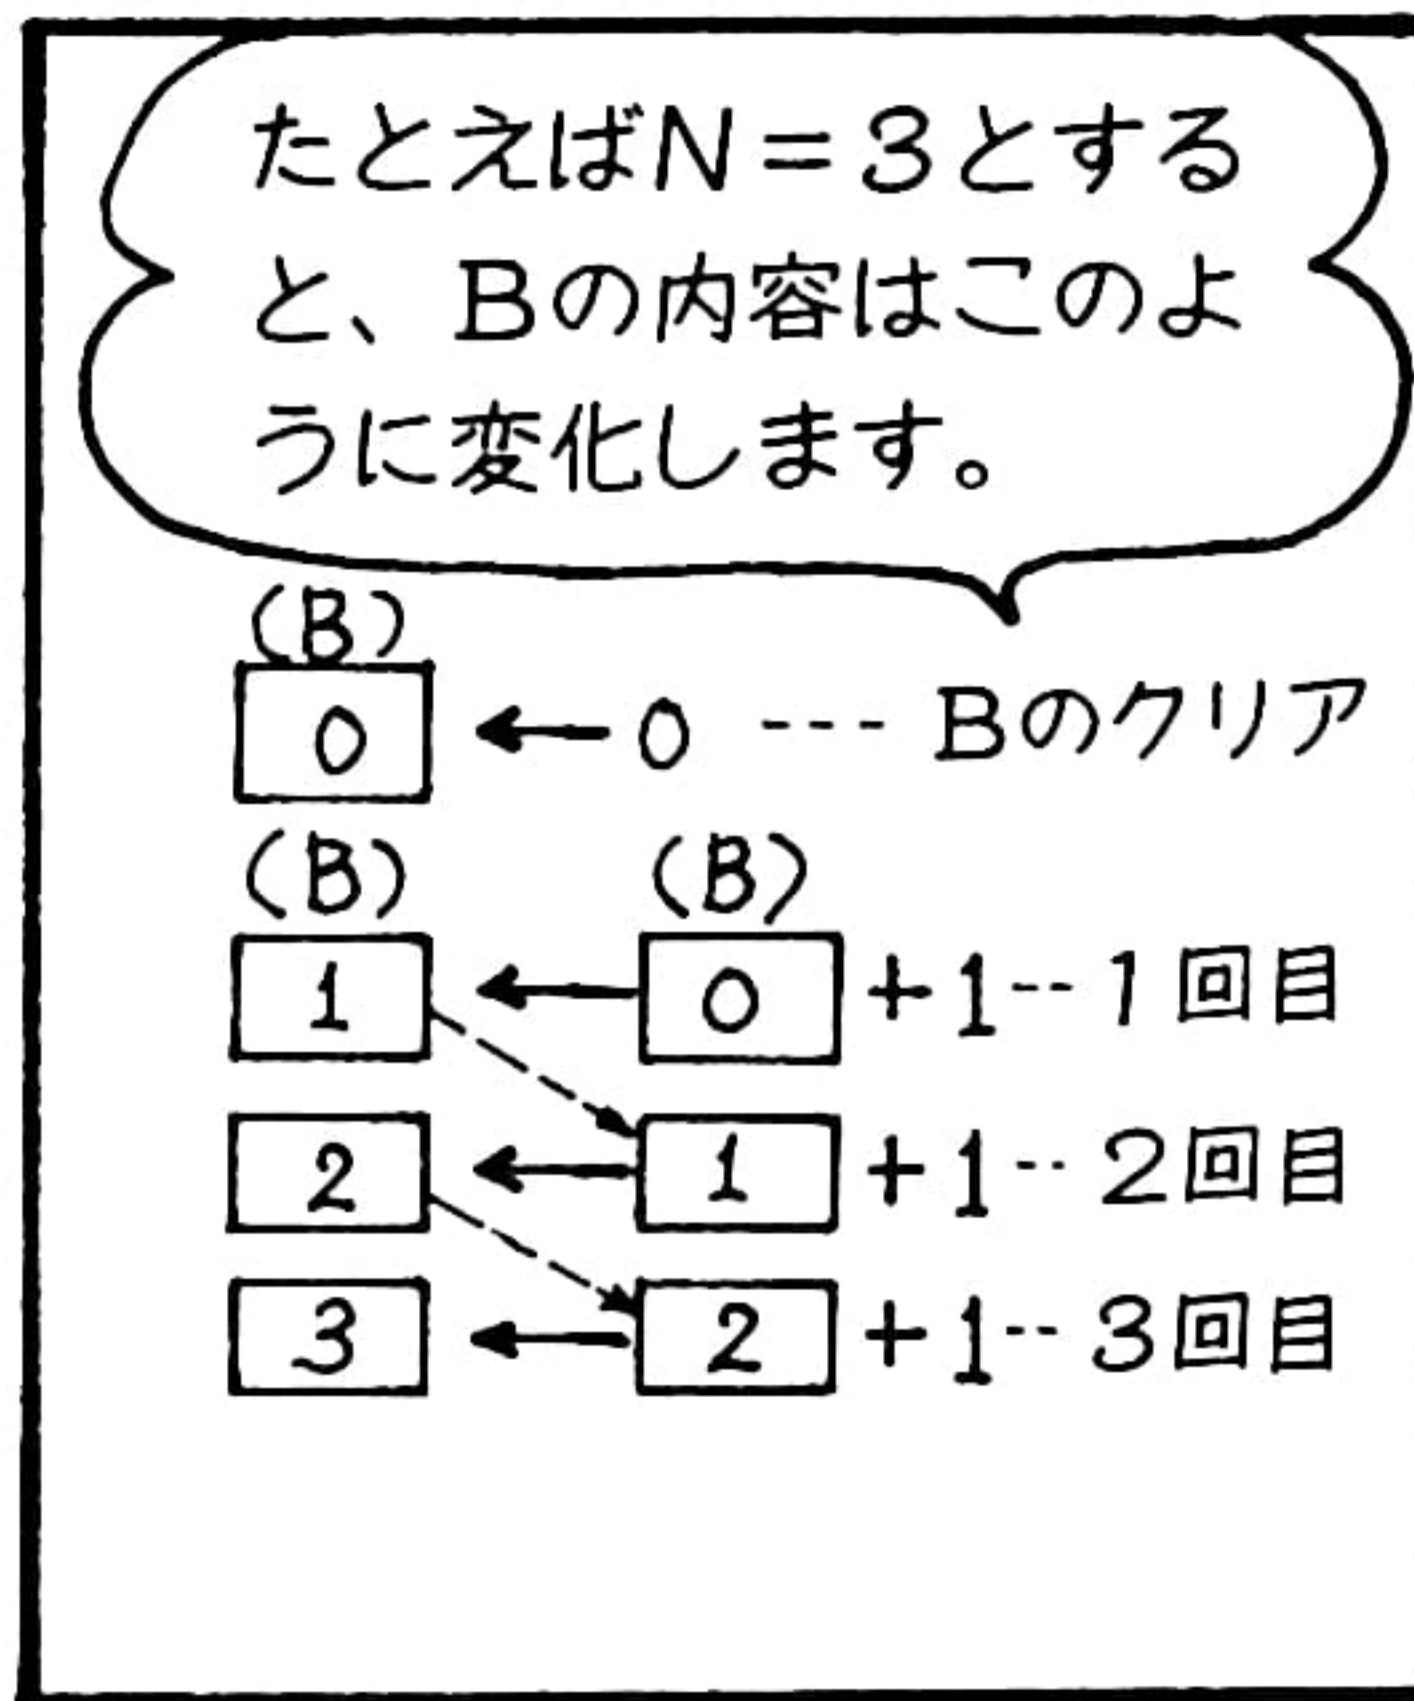 たとえばN=3とする
と、Bの内容はこのよ
うに変化します。
(B)
0 ← 0 --- Bのクリア
(B) (B)
1 ← 0 +1 -- 1回目
2 ← 1 +1 -- 2回目
3 ← 2 +1 -- 3回目